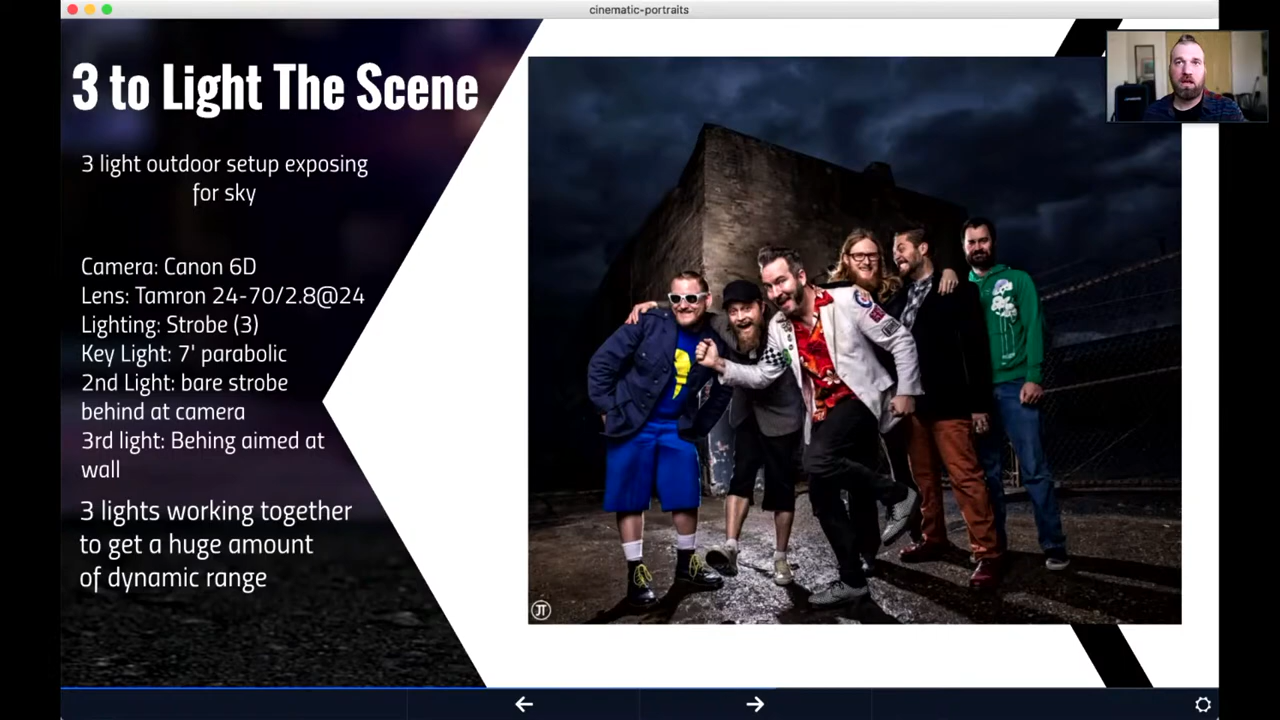 cinematic-portraits
3 to Light The Scene
3 light outdoor setup exposing
for sky
Camera: Canon 6D
Lens: Tamron 24-70/2.8@24
Lighting: Strobe (3)
Key Light: 7' parabolic
2nd Light: bare strobe
behind at camera
3rd light: Behing aimed at
wall
3 lights working together
to get a huge amount
of dynamic range
JT